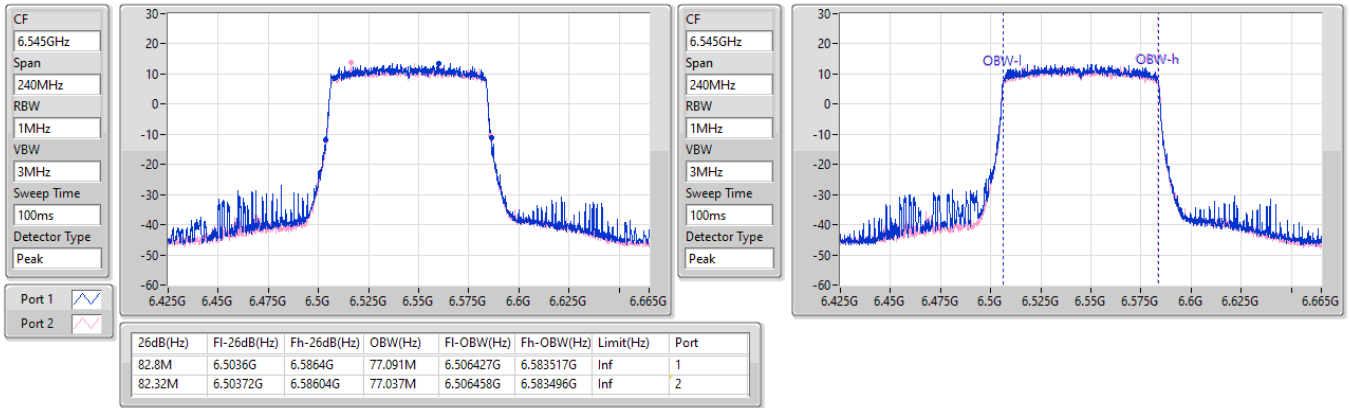 CF
6.545GHz
Span
240MHz
RBW
1MHz
VBW
3MHz
Sweep Time
100ms
Detector Type
Peak
Port 1
Port 2
30
20
10
0
-10
-20
-30
-40
-50
-60
6.425G 6.45G 6.475G 6.5G 6.525G 6.55G 6.575G 6.6G 6.625G 6.665G
CF
6.545GHz
Span
240MHz
RBW
1MHz
VBW
3MHz
Sweep Time
100ms
Detector Type
Peak
30
20
10
0
-10
-20
-30
-40
-50
-60
OBW-l OBW-h
6.425G 6.45G 6.475G 6.5G 6.525G 6.55G 6.575G 6.6G 6.625G 6.665G
26dB(Hz) Fl-26dB(Hz) Fh-26dB(Hz) OBW(Hz) Fl-OBW(Hz) Fh-OBW(Hz) Limit(Hz) Port
82.8M 6.5036G 6.5864G 77.091M 6.506427G 6.583517G Inf 1
82.32M 6.50372G 6.58604G 77.037M 6.506458G 6.583496G Inf 2